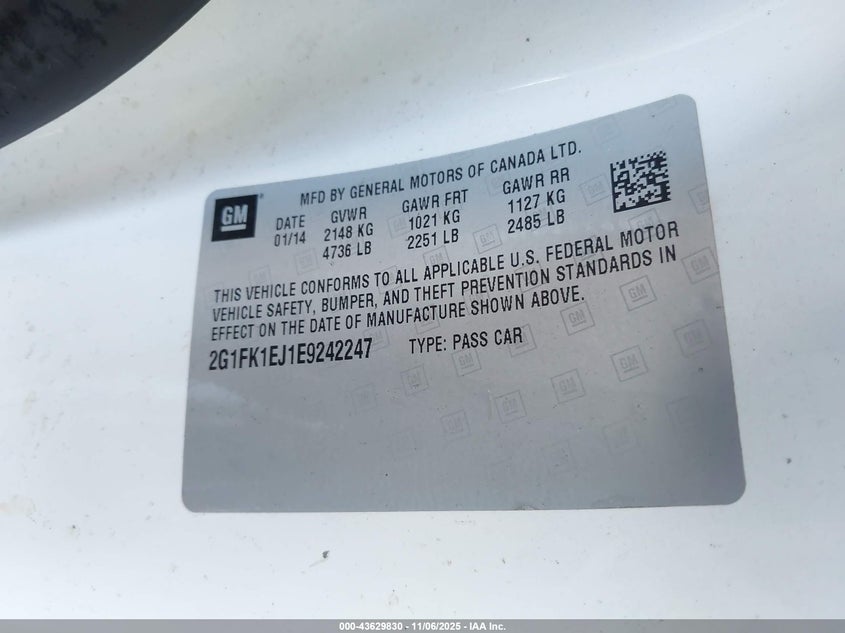 GM
MFD BY GENERAL MOTORS OF CANADA LTD.
DATE GVWR GAWR FRT GAWR RR
01/14 2148 KG 1021 KG 1127 KG
4736 LB 2251 LB 2485 LB
THIS VEHICLE CONFORMS TO ALL APPLICABLE U.S. FEDERAL MOTOR
VEHICLE SAFETY, BUMPER, AND THEFT PREVENTION STANDARDS IN
EFFECT ON THE DATE OF MANUFACTURE SHOWN ABOVE.
2G1FK1EJ1E9242247 TYPE: PASS CAR
000-43629830 - 11/06/2025 - IAA Inc.